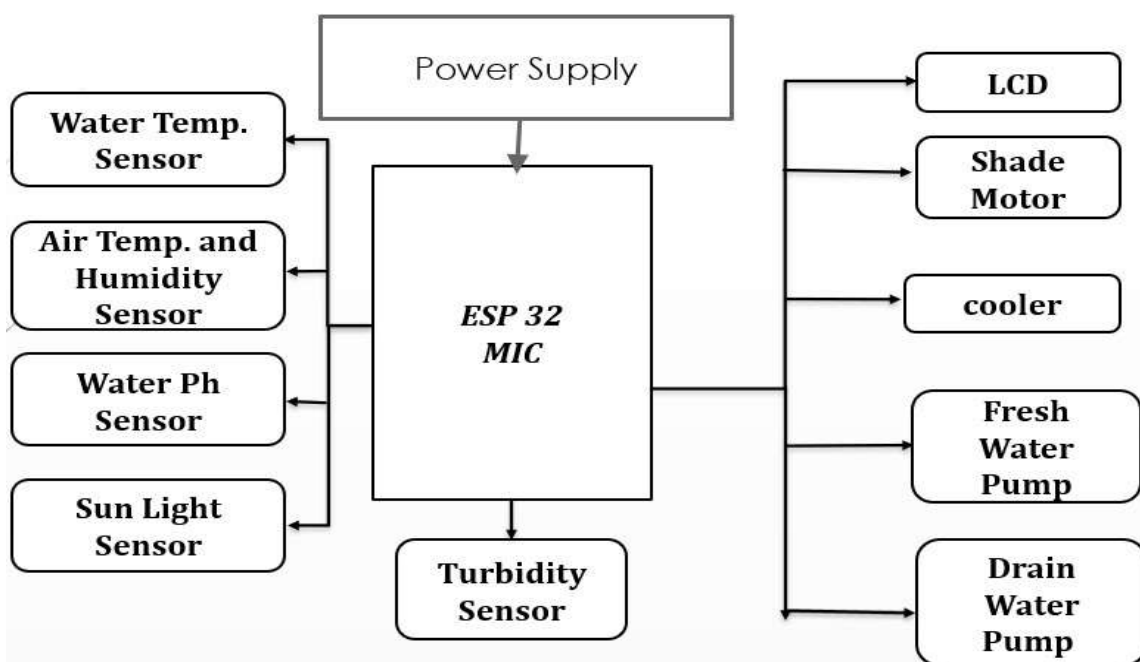 Power Supply
Water Temp.
Sensor
Air Temp. and
Humidity
Sensor
Water Ph
Sensor
Sun Light
Sensor
ESP 32
MIC
Turbidity
Sensor
LCD
Shade
Motor
cooler
Fresh
Water
Pump
Drain
Water
Pump